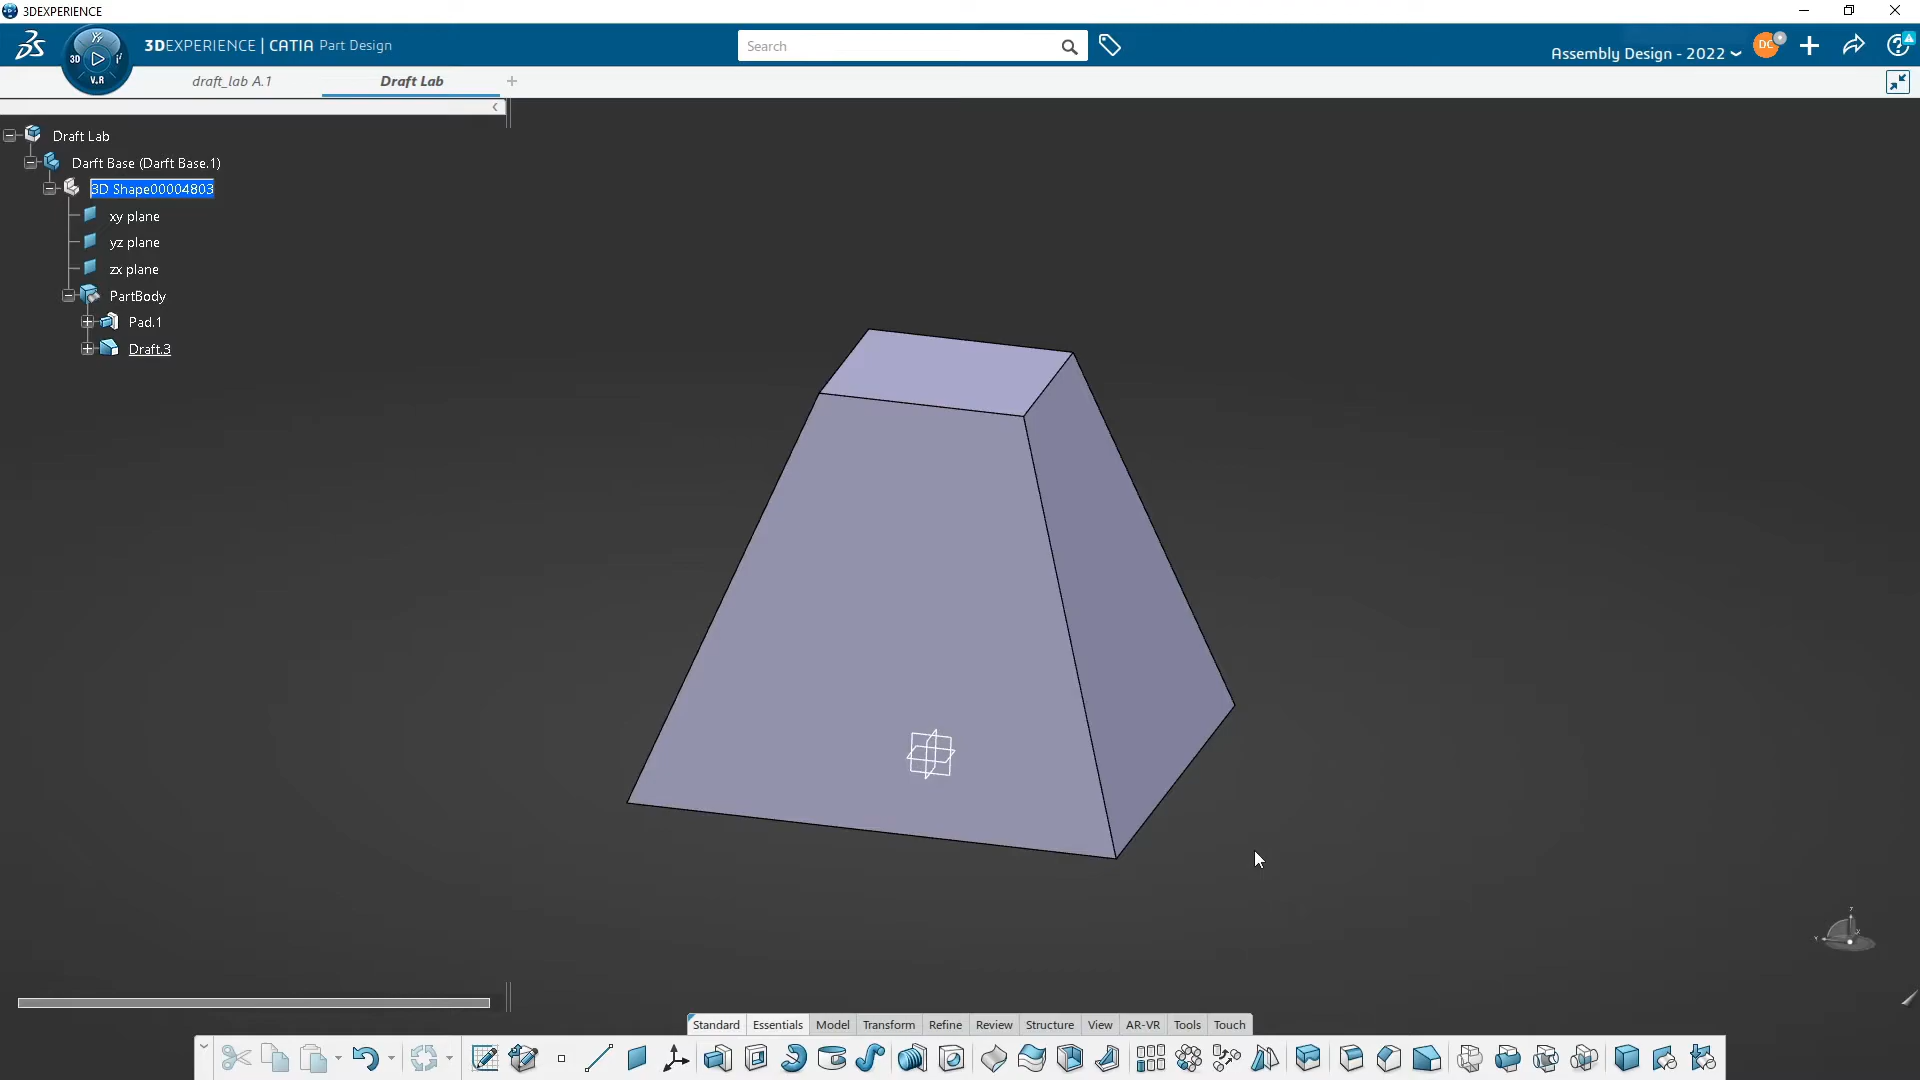 3DEXPERIENCE
3DEXPERIENCE | CATIA Part Design
3D
V.R
Search
Assembly Design - 2022
DC
draft_lab A.1
Draft Lab
Draft Lab
Darft Base (Darft Base.1)
3D Shape00004803
xy plane
yz plane
zx plane
PartBody
Pad.1
Draft.3
Standard
Essentials
Model
Transform
Refine
Review
Structure
View
AR-VR
Tools
Touch